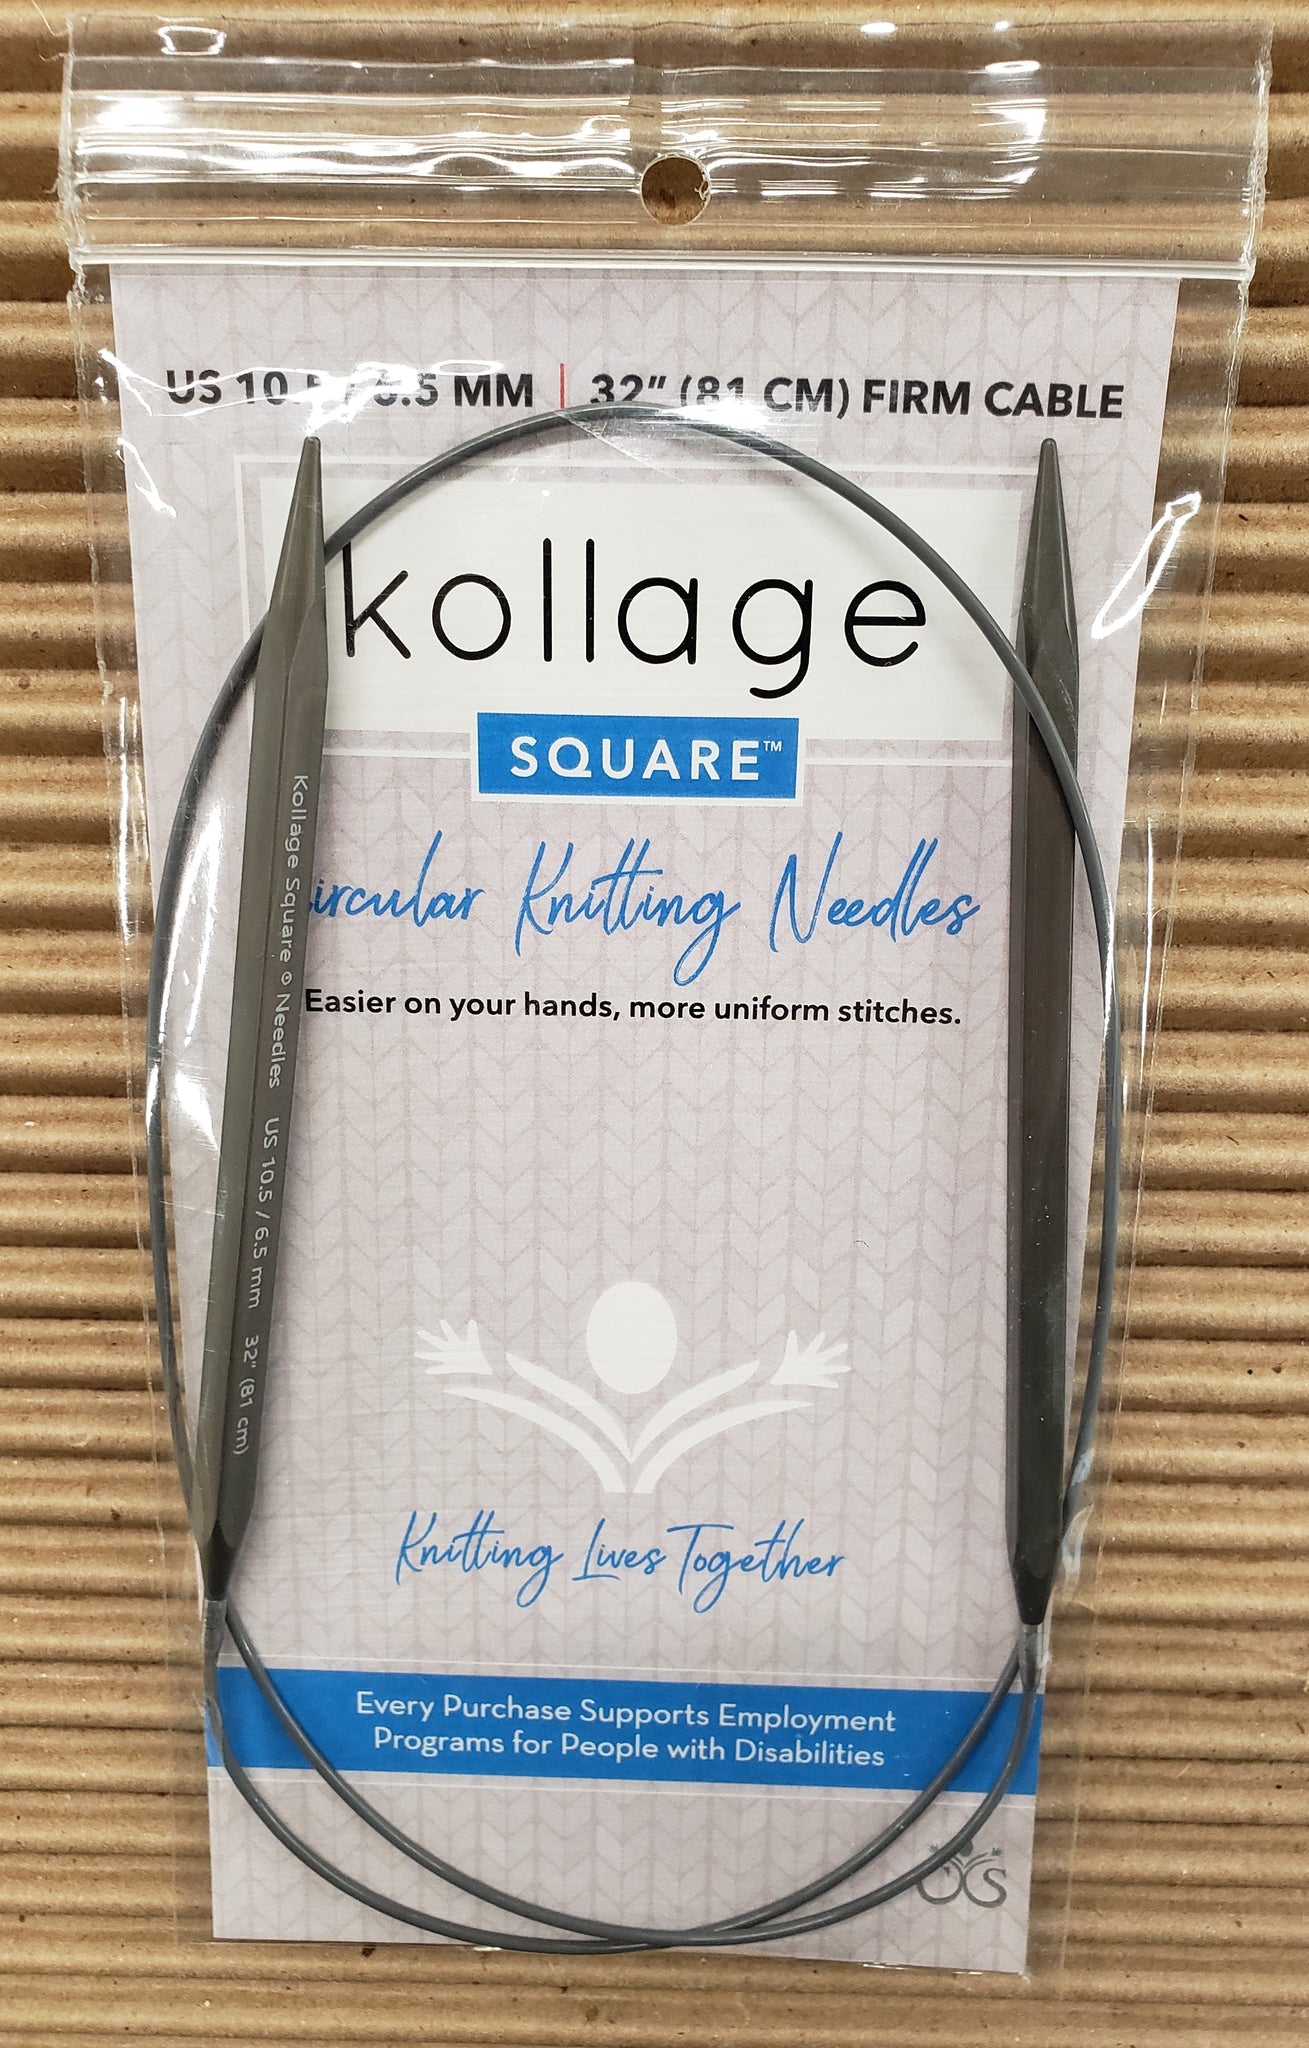 US 10.5 / 6.5 MM | 32" (81 CM) FIRM CABLE
kollage
SQUARE™
Circular Knitting Needles
Easier on your hands, more uniform stitches.
Kollage Square Needles US 10.5 / 6.5 mm 32" (81 cm)
Knitting Lives Together
Every Purchase Supports Employment
Programs for People with Disabilities